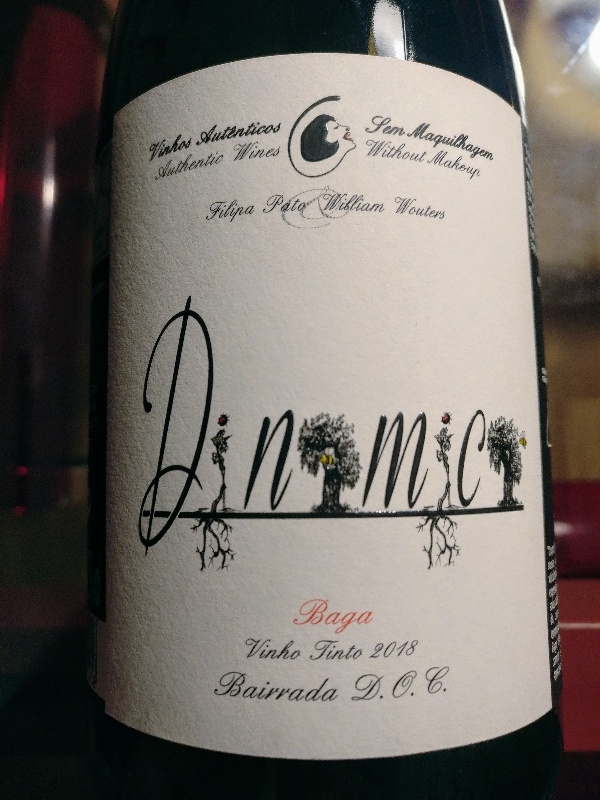 Vinhos Autênticos Sem Maquilhagem
Authentic Wines Without Makeup
Filipa Pato & William Wouters
Dinamica
Baga
Vinho Tinto 2018
Bairrada D.O.C.